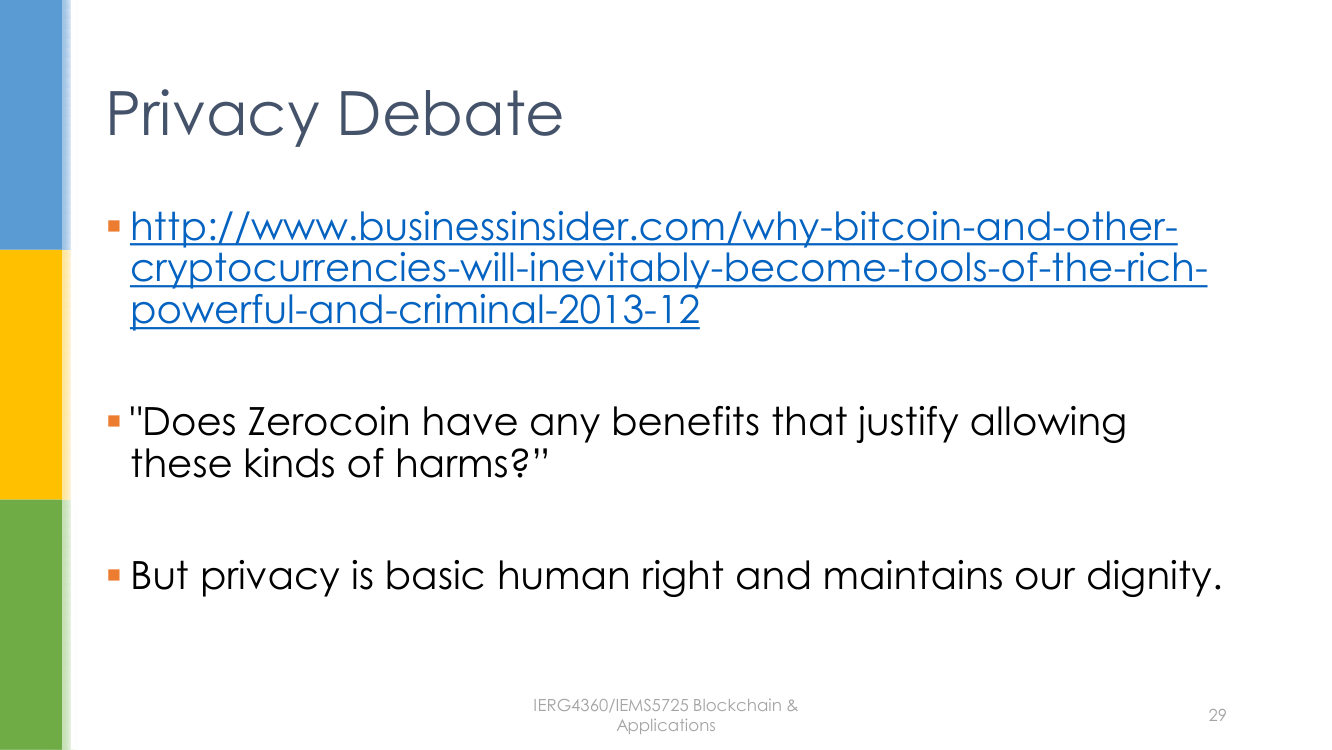 Privacy Debate
http://www.businessinsider.com/why-bitcoin-and-other-
cryptocurrencies-will-inevitably-become-tools-of-the-rich-
powerful-and-criminal-2013-12
"Does Zerocoin have any benefits that justify allowing
these kinds of harms?”
But privacy is basic human right and maintains our dignity.
IERG4360/IEMS5725 Blockchain &
Applications
29